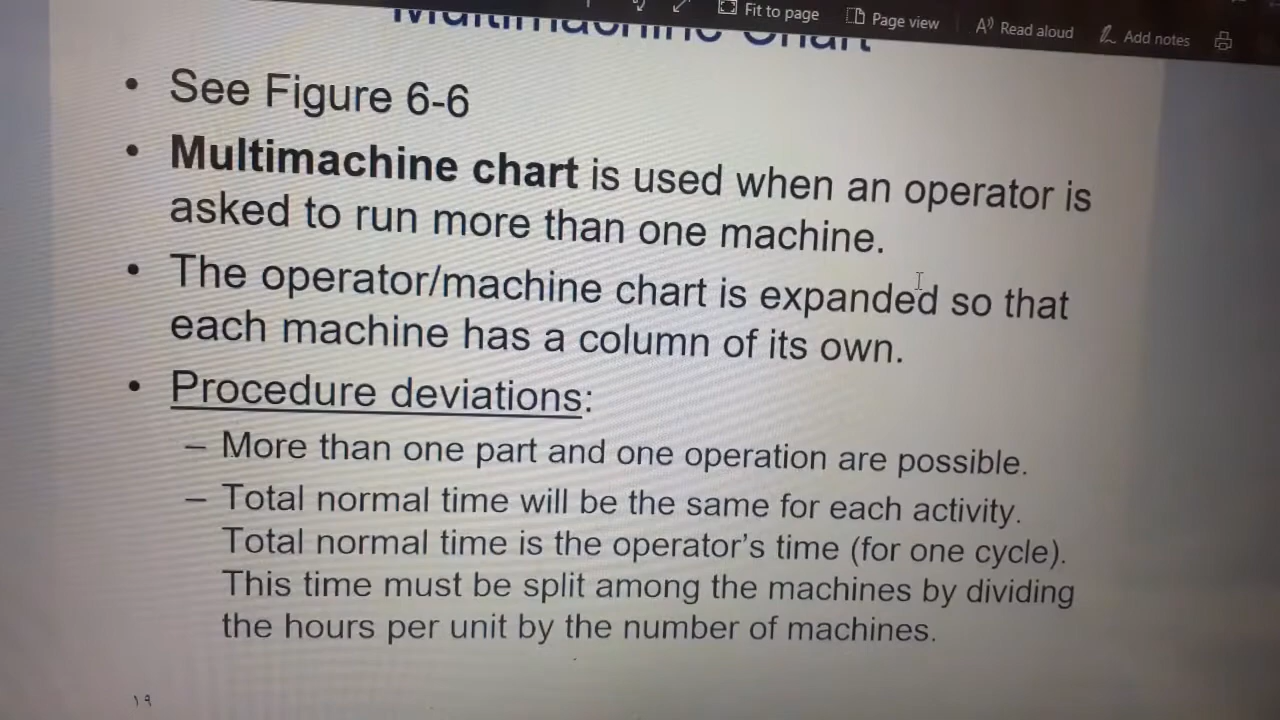 Fit to page Page view Read aloud Add notes
Multimachine Chart
• See Figure 6-6
• Multimachine chart is used when an operator is
asked to run more than one machine.
• The operator/machine chart is expanded so that
each machine has a column of its own.
• Procedure deviations:
– More than one part and one operation are possible.
– Total normal time will be the same for each activity.
Total normal time is the operator's time (for one cycle).
This time must be split among the machines by dividing
the hours per unit by the number of machines.
١٩